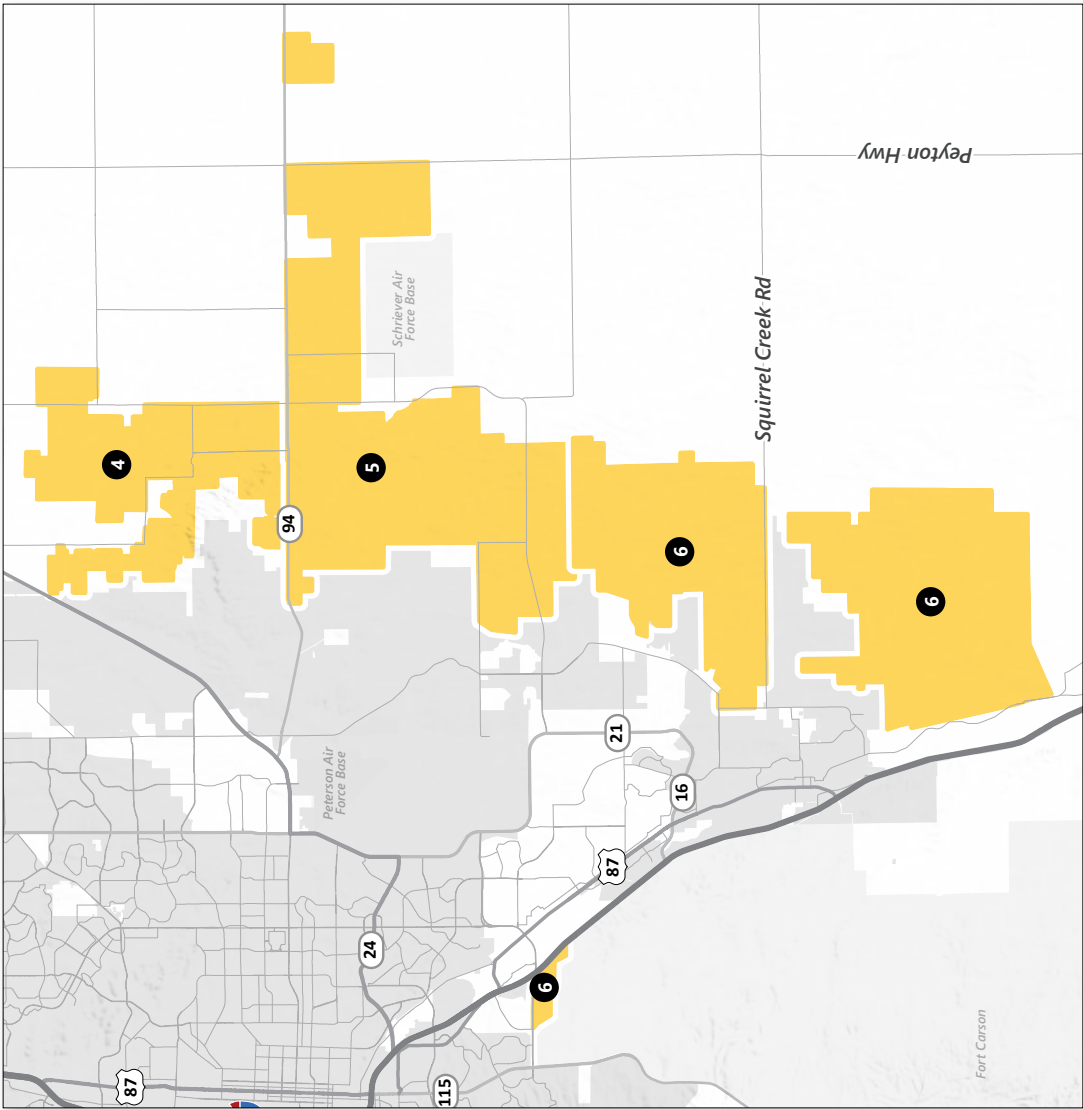 Peyton Hwy
Schriever Air
Force Base
Squirrel Creek Rd
4
5
94
6
6
21
Peterson Air
Force Base
16
87
24
6
Fort Carson
87
115